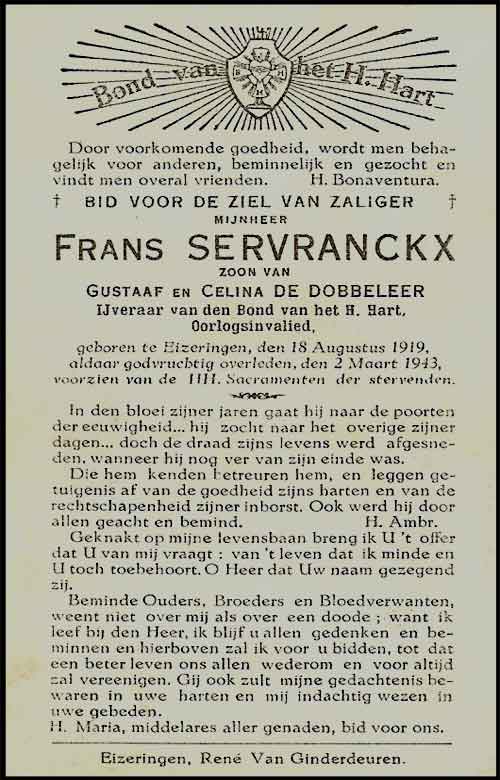 Bond van het H. Hart
B H H
Door voorkomende goedheid, wordt men beha-
gelijk voor anderen, beminnelijk en gezocht en
vindt men overal vrienden. H. Bonaventura.
† BID VOOR DE ZIEL VAN ZALIGER †
MIJNHEER
FRANS SERVRANCKX
ZOON VAN
GUSTAAF EN CELINA DE DOBBELEER
IJveraar van den Bond van het H. Hart,
Oorlogsinvalied,
geboren te Eizeringen, den 18 Augustus 1919,
aldaar godvruchtig overleden, den 2 Maart 1943,
voorzien van de HH. Sacramenten der stervenden.
In den bloei zijner jaren gaat hij naar de poorten
der eeuwigheid... hij zocht naar het overige zijner
dagen... doch de draad zijns levens werd afgesne-
den, wanneer hij nog ver van zijn einde was.
Die hem kenden betreuren hem, en leggen ge-
tuigenis af van de goedheid zijns harten en van de
rechtschapenheid zijner inborst. Ook werd hij door
allen geacht en bemind. H. Ambr.
Geknakt op mijne levensbaan breng ik U 't offer
dat U van mij vraagt : van 't leven dat ik minde en
U toch toebehoort. O Heer dat Uw naam gezegend
zij.
Beminde Ouders, Broeders en Bloedverwanten,
weent niet over mij als over een doode ; want ik
leef bij den Heer, ik blijf u allen gedenken en be-
minnen en hierboven zal ik voor u bidden, tot dat
een beter leven ons allen wederom en voor altijd
zal vereenigen. Gij ook zult mijne gedachtenis be-
waren in uwe harten en mij indachtig wezen in
uwe gebeden.
H. Maria, middelares aller genaden, bid voor ons.
Eizeringen, René Van Ginderdeuren.